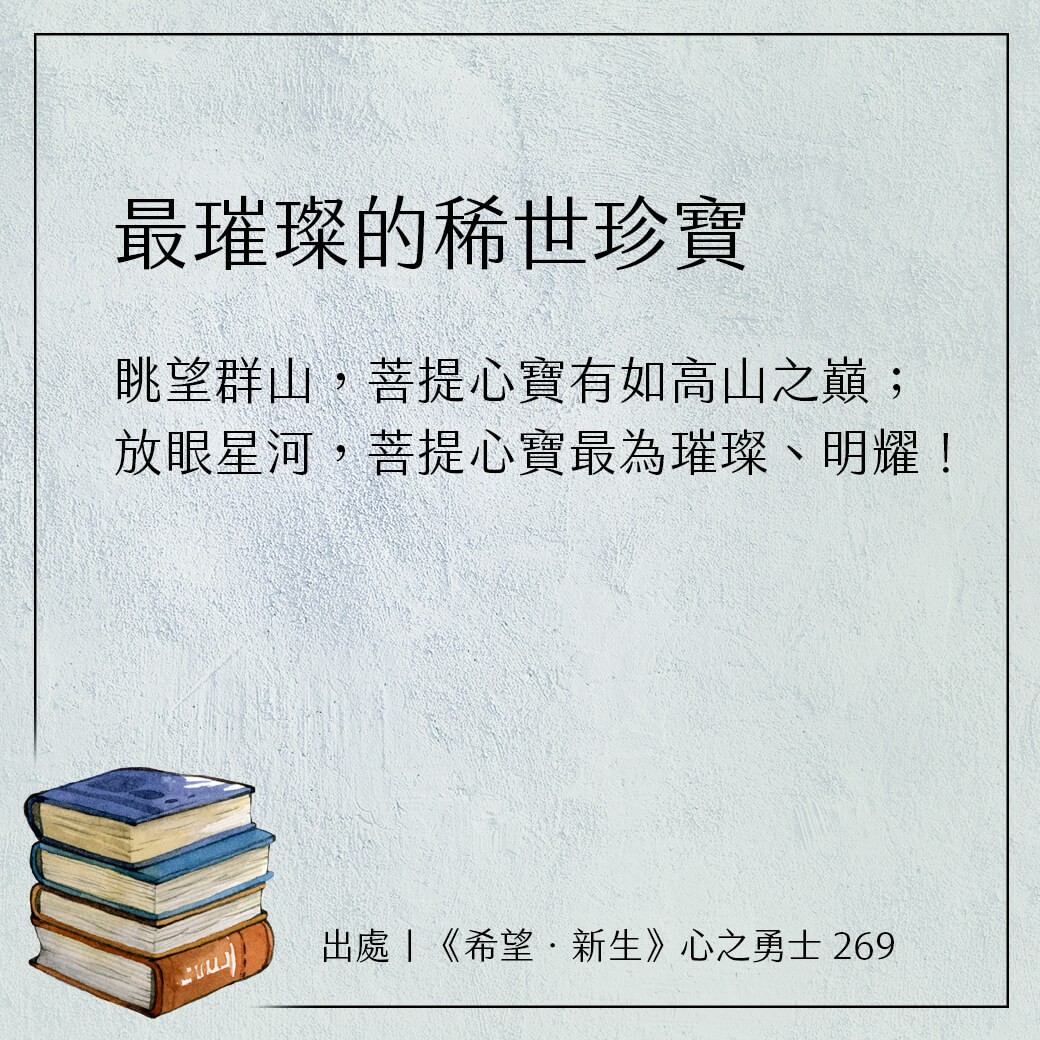 最璀璨的稀世珍寶
眺望群山，菩提心寶有如高山之巔；
放眼星河，菩提心寶最為璀璨、明耀！
出處｜《希望．新生》心之勇士 269